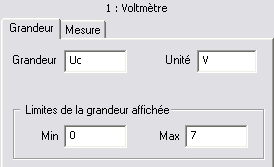 1 : Voltmètre
Grandeur Mesure
Grandeur Uc Unité V
Limites de la grandeur affichée
Min 0 Max 7